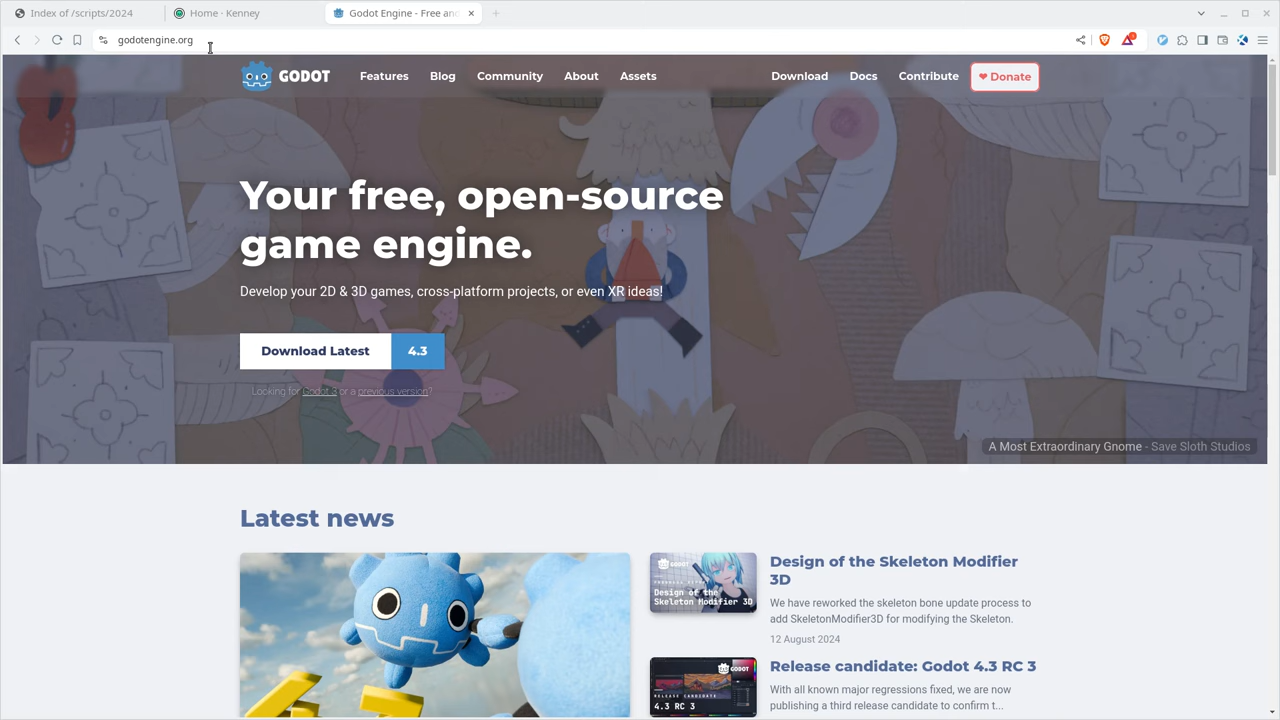 Index of /scripts/2024
Home · Kenney
Godot Engine - Free and
godotengine.org
GODOT
Features
Blog
Community
About
Assets
Download
Docs
Contribute
❤ Donate
Your free, open-source
game engine.
Develop your 2D & 3D games, cross-platform projects, or even XR ideas!
Download Latest 4.3
Looking for Godot 3 or a previous version?
A Most Extraordinary Gnome - Save Sloth Studios
Latest news
GODOT
Design of the
Skeleton Modifier 3D
Design of the Skeleton Modifier
3D
We have reworked the skeleton bone update process to
add SkeletonModifier3D for modifying the Skeleton.
12 August 2024
GODOT
RELEASE CANDIDATE
4.3 RC 3
Release candidate: Godot 4.3 RC 3
With all known major regressions fixed, we are now
publishing a third release candidate to confirm t...